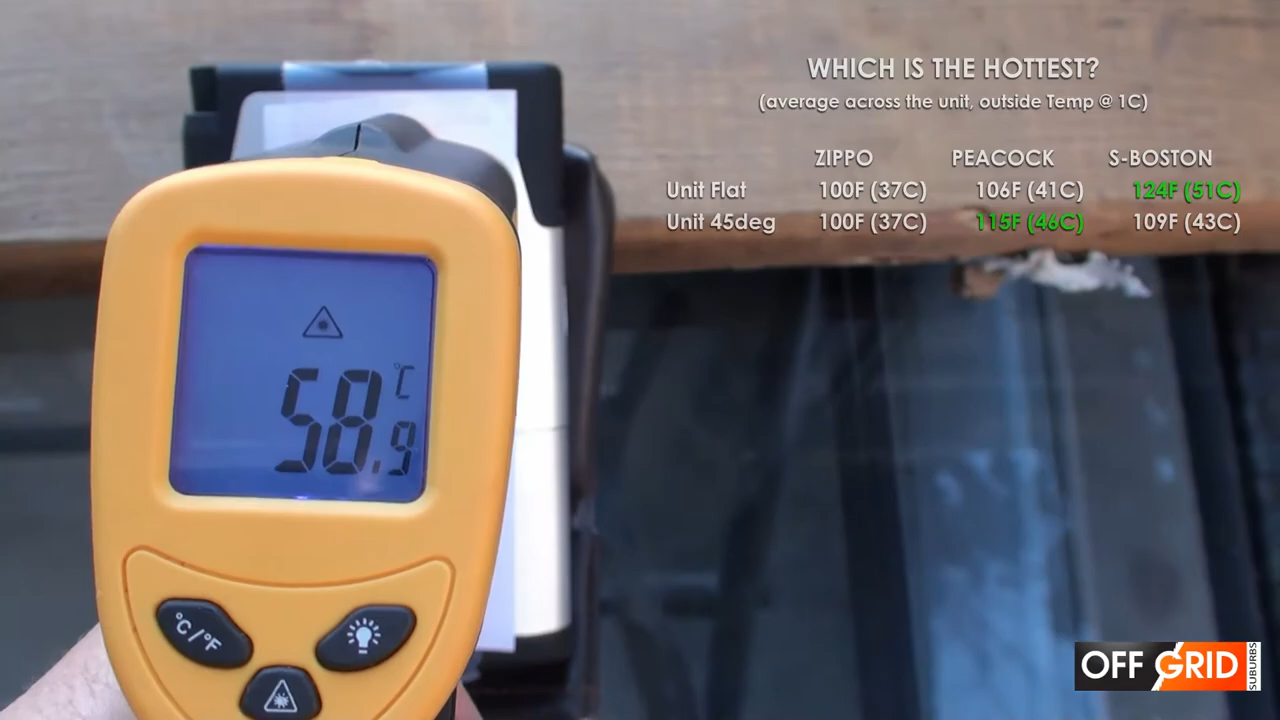 WHICH IS THE HOTTEST?
(average across the unit, outside Temp @ 1C)
ZIPPO PEACOCK S-BOSTON
Unit Flat 100F (37C) 106F (41C) 124F (51C)
Unit 45deg 100F (37C) 115F (46C) 109F (43C)
°C
58.9
°C/°F
OFF GRID SUBURBS